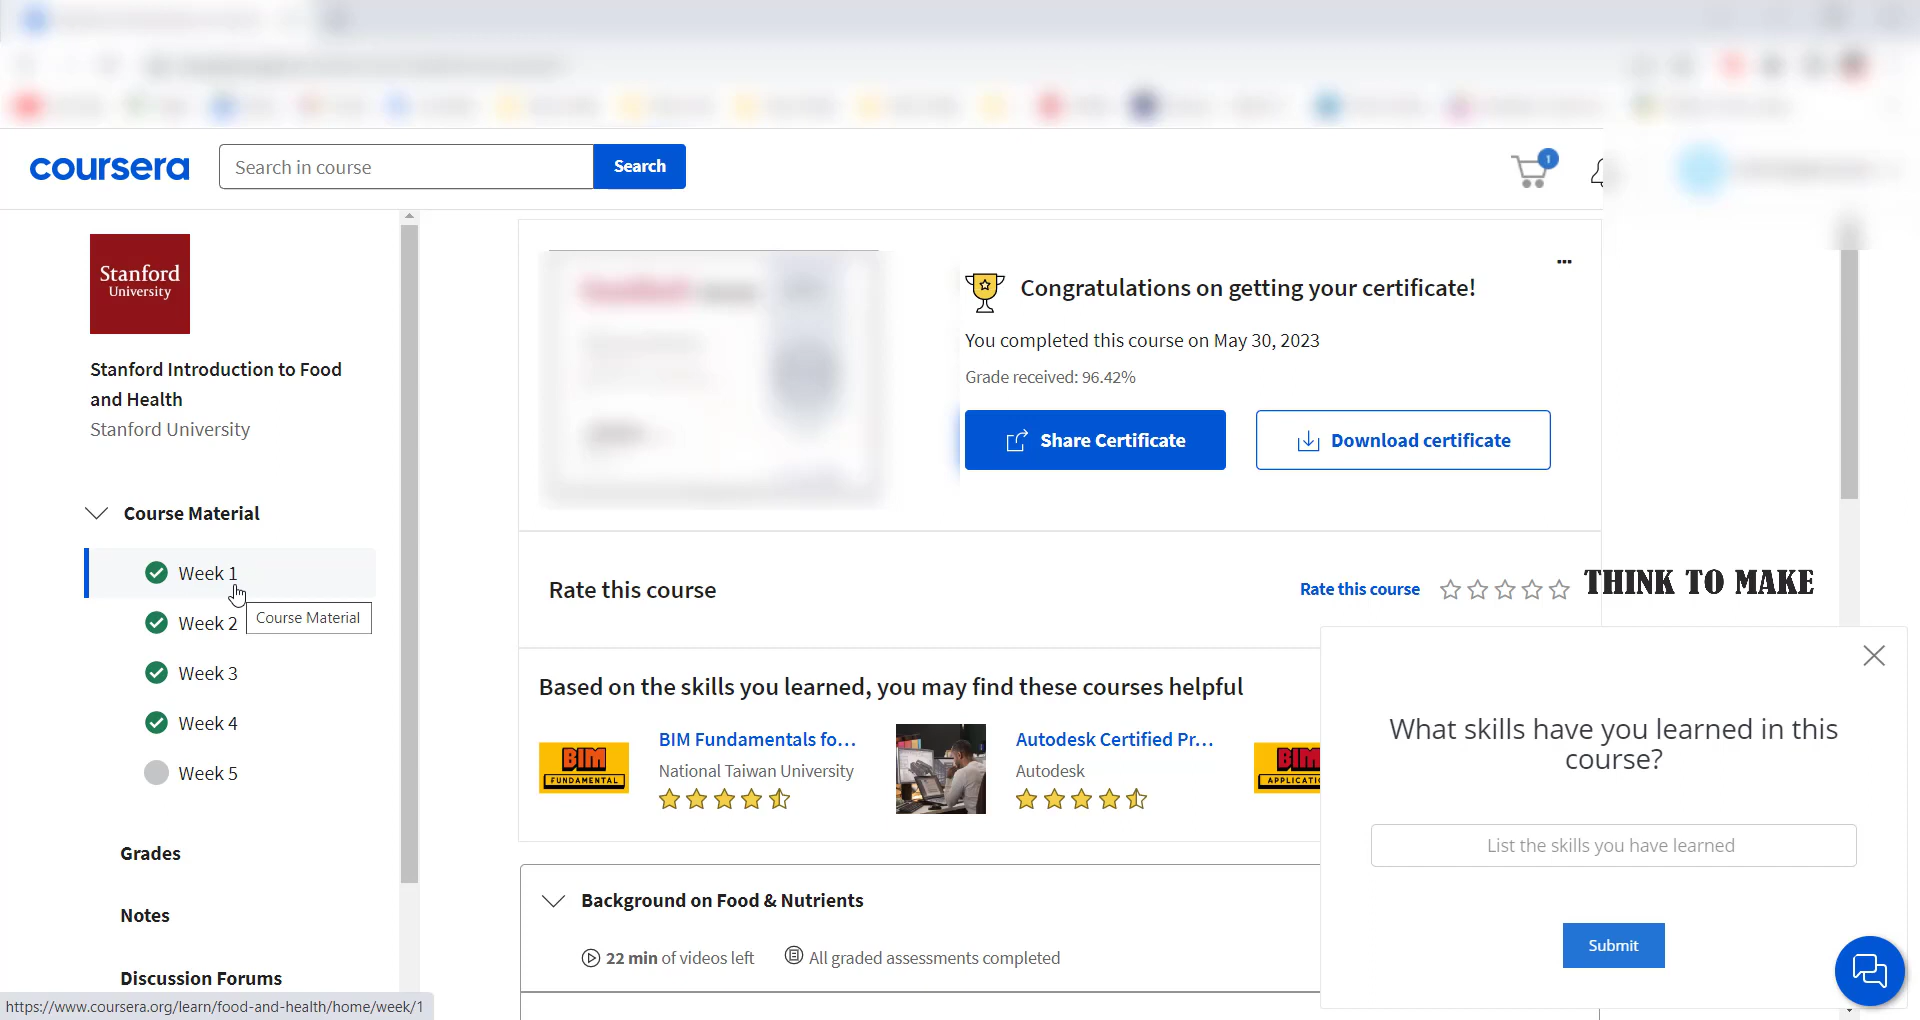 coursera
Search in course
Search
1
Stanford
University
Stanford Introduction to Food
and Health
Stanford University
Course Material
Week 1
Course Material
Week 2
Week 3
Week 4
Week 5
Grades
Notes
Discussion Forums
https://www.coursera.org/learn/food-and-health/home/week/1
Congratulations on getting your certificate!
You completed this course on May 30, 2023
Grade received: 96.42%
Share Certificate
Download certificate
Rate this course
Rate this course
THINK TO MAKE
Based on the skills you learned, you may find these courses helpful
BIM
FUNDAMENTAL
BIM Fundamentals fo...
National Taiwan University
Autodesk Certified Pr...
Autodesk
BIM
APPLICATIO
Background on Food & Nutrients
22 min of videos left
All graded assessments completed
What skills have you learned in this
course?
List the skills you have learned
Submit